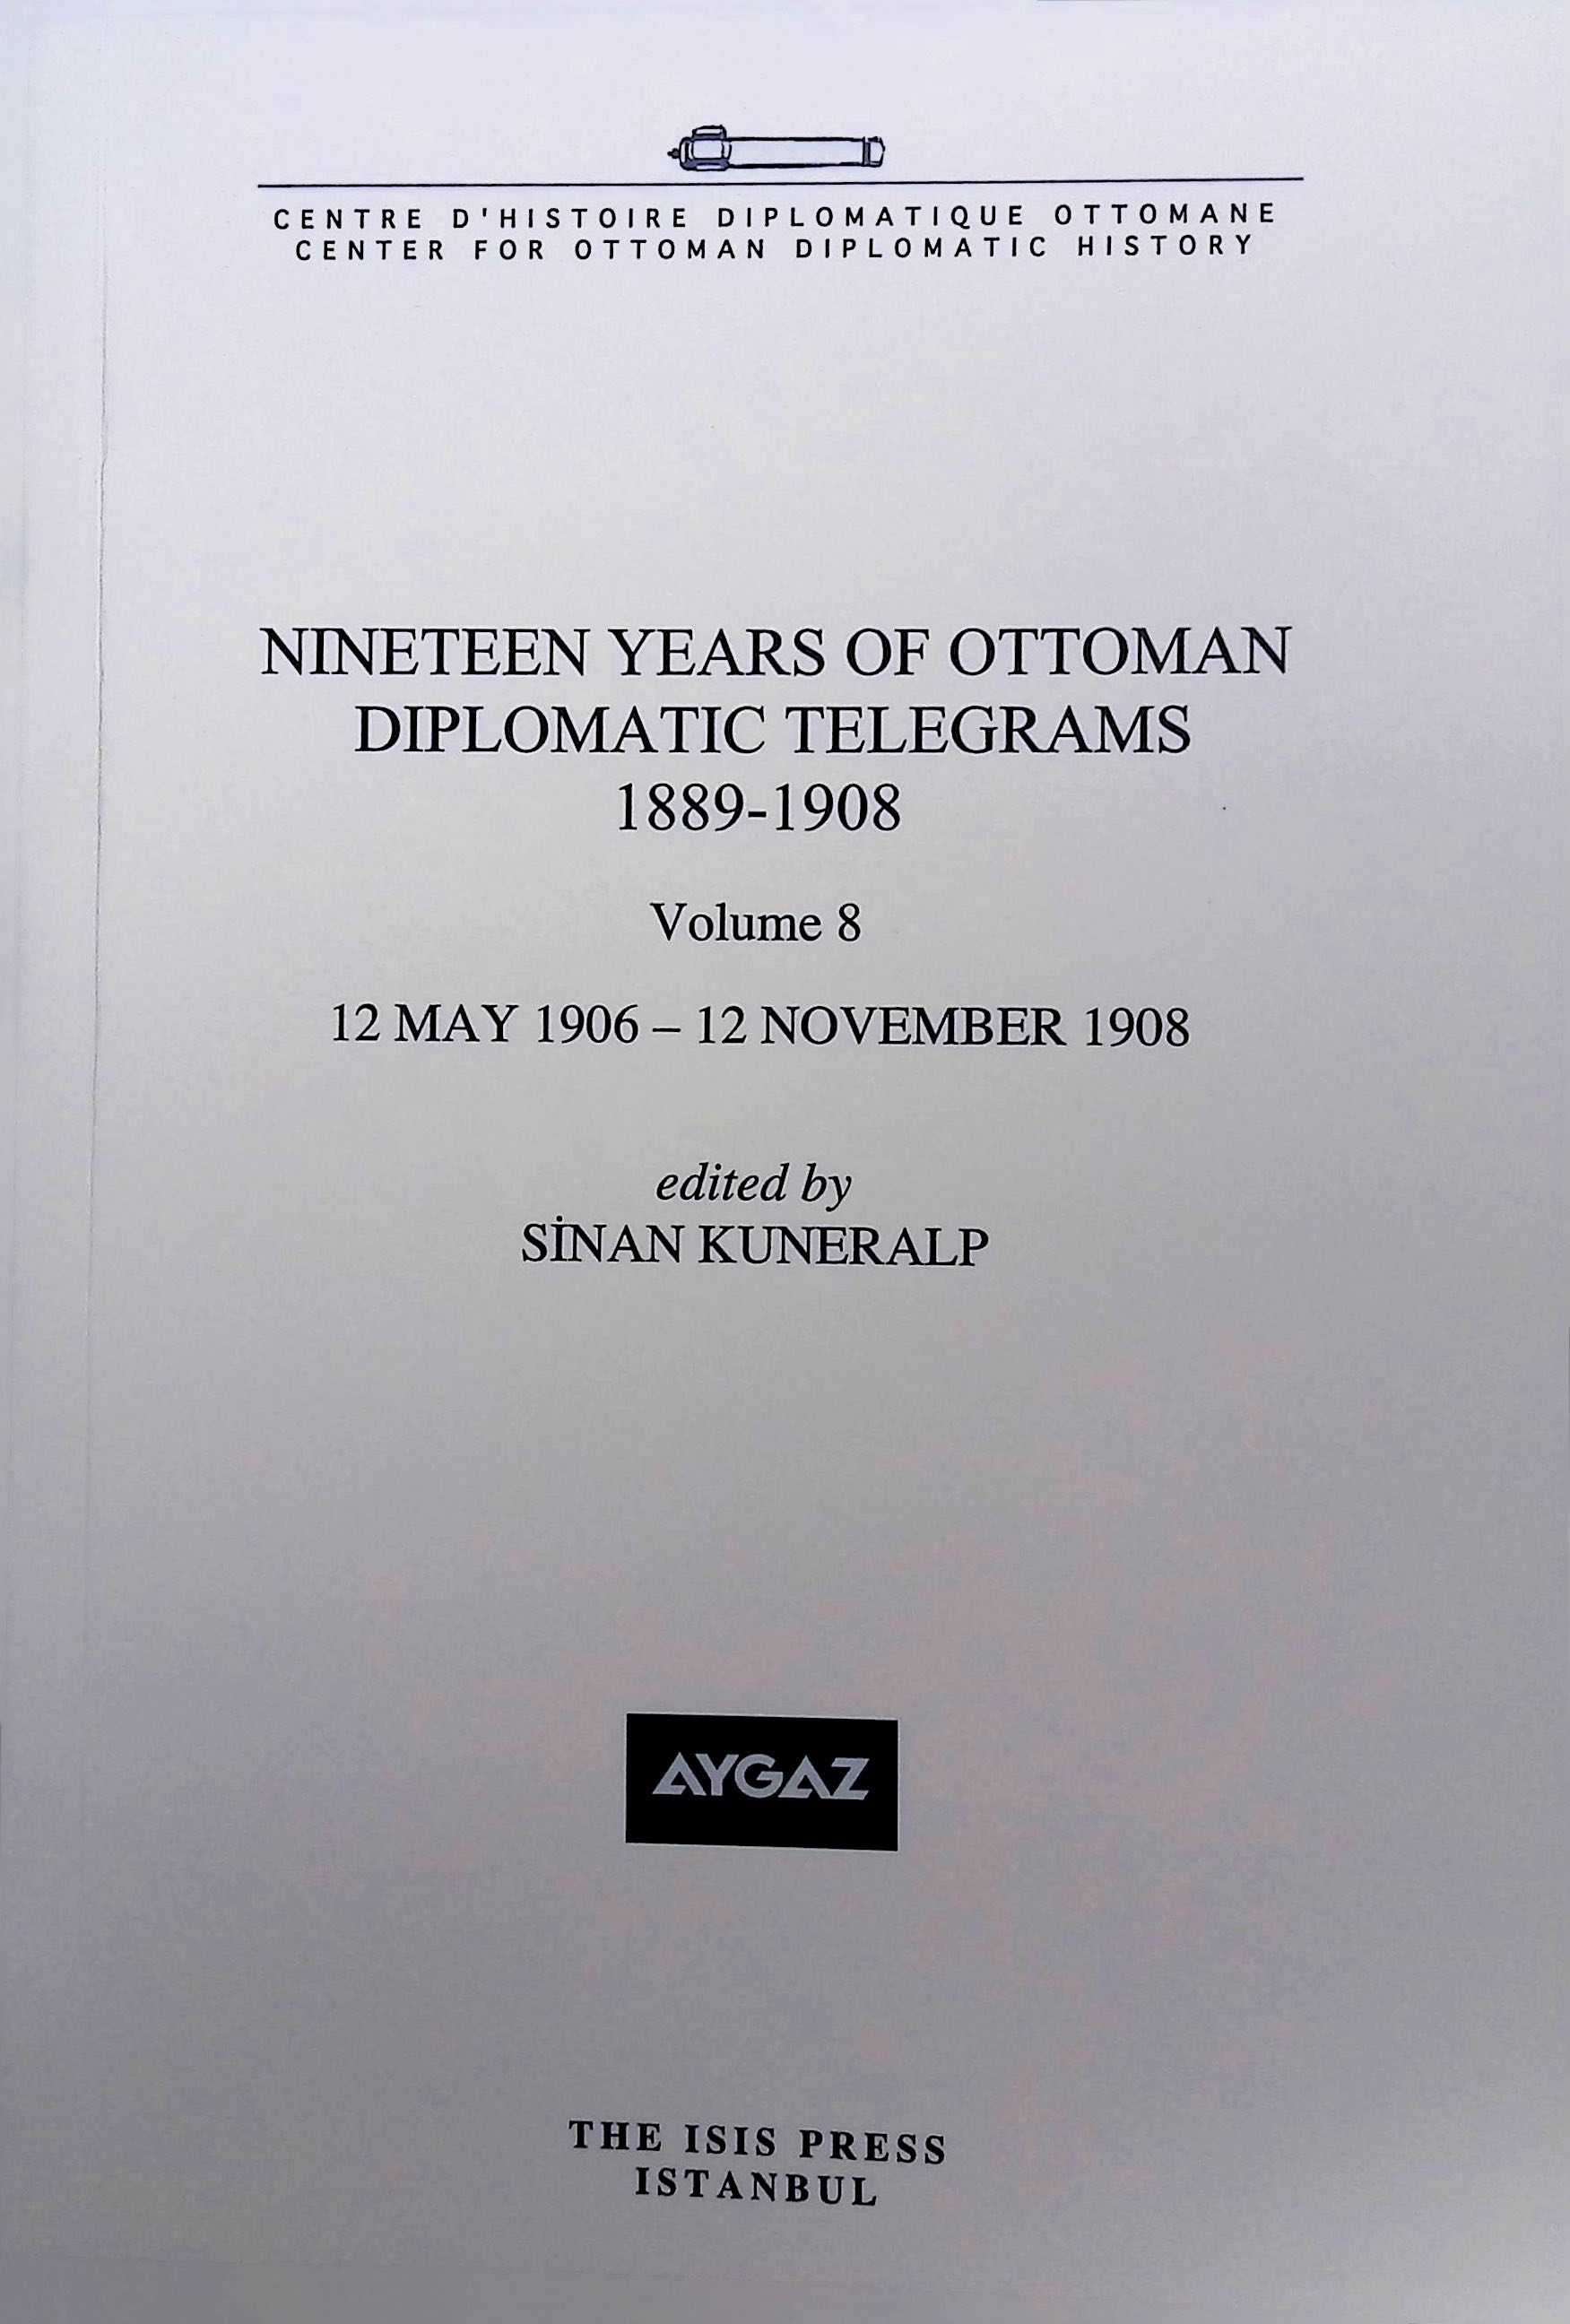 CENTRE D'HISTOIRE DIPLOMATIQUE OTTOMANE
CENTER FOR OTTOMAN DIPLOMATIC HISTORY
NINETEEN YEARS OF OTTOMAN
DIPLOMATIC TELEGRAMS
1889-1908
Volume 8
12 MAY 1906 – 12 NOVEMBER 1908
edited by
SİNAN KUNERALP
AYGAZ
THE ISIS PRESS
ISTANBUL